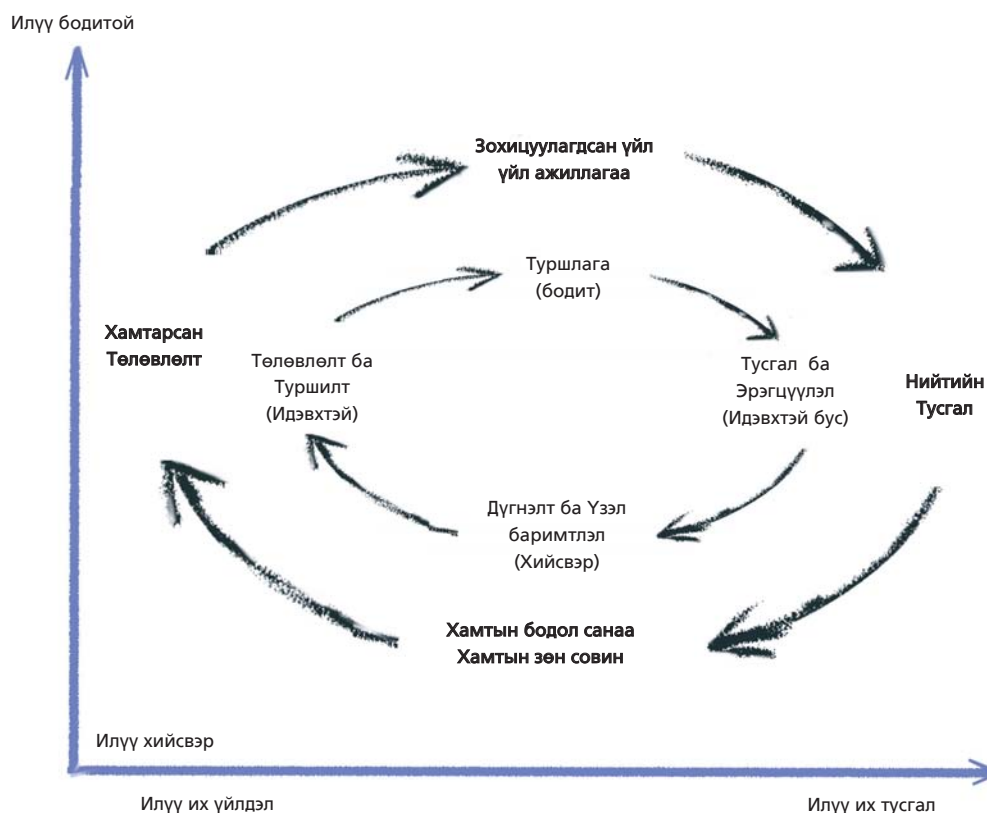 Илүү бодитой
Зохицуулагдсан үйл
үйл ажиллагаа
Туршлага
(бодит)
Хамтарсан
Төлөвлөлт
Төлөвлөлт ба
Туршилт
(Идэвхтэй)
Тусгал ба
Эрэгцүүлэл
(Идэвхтэй бус)
Нийтийн
Тусгал
Дүгнэлт ба Үзэл
баримтлэл
(Хийсвэр)
Хамтын бодол санаа
Хамтын зөн совин
Илүү хийсвэр
Илүү их үйлдэл
Илүү их тусгал